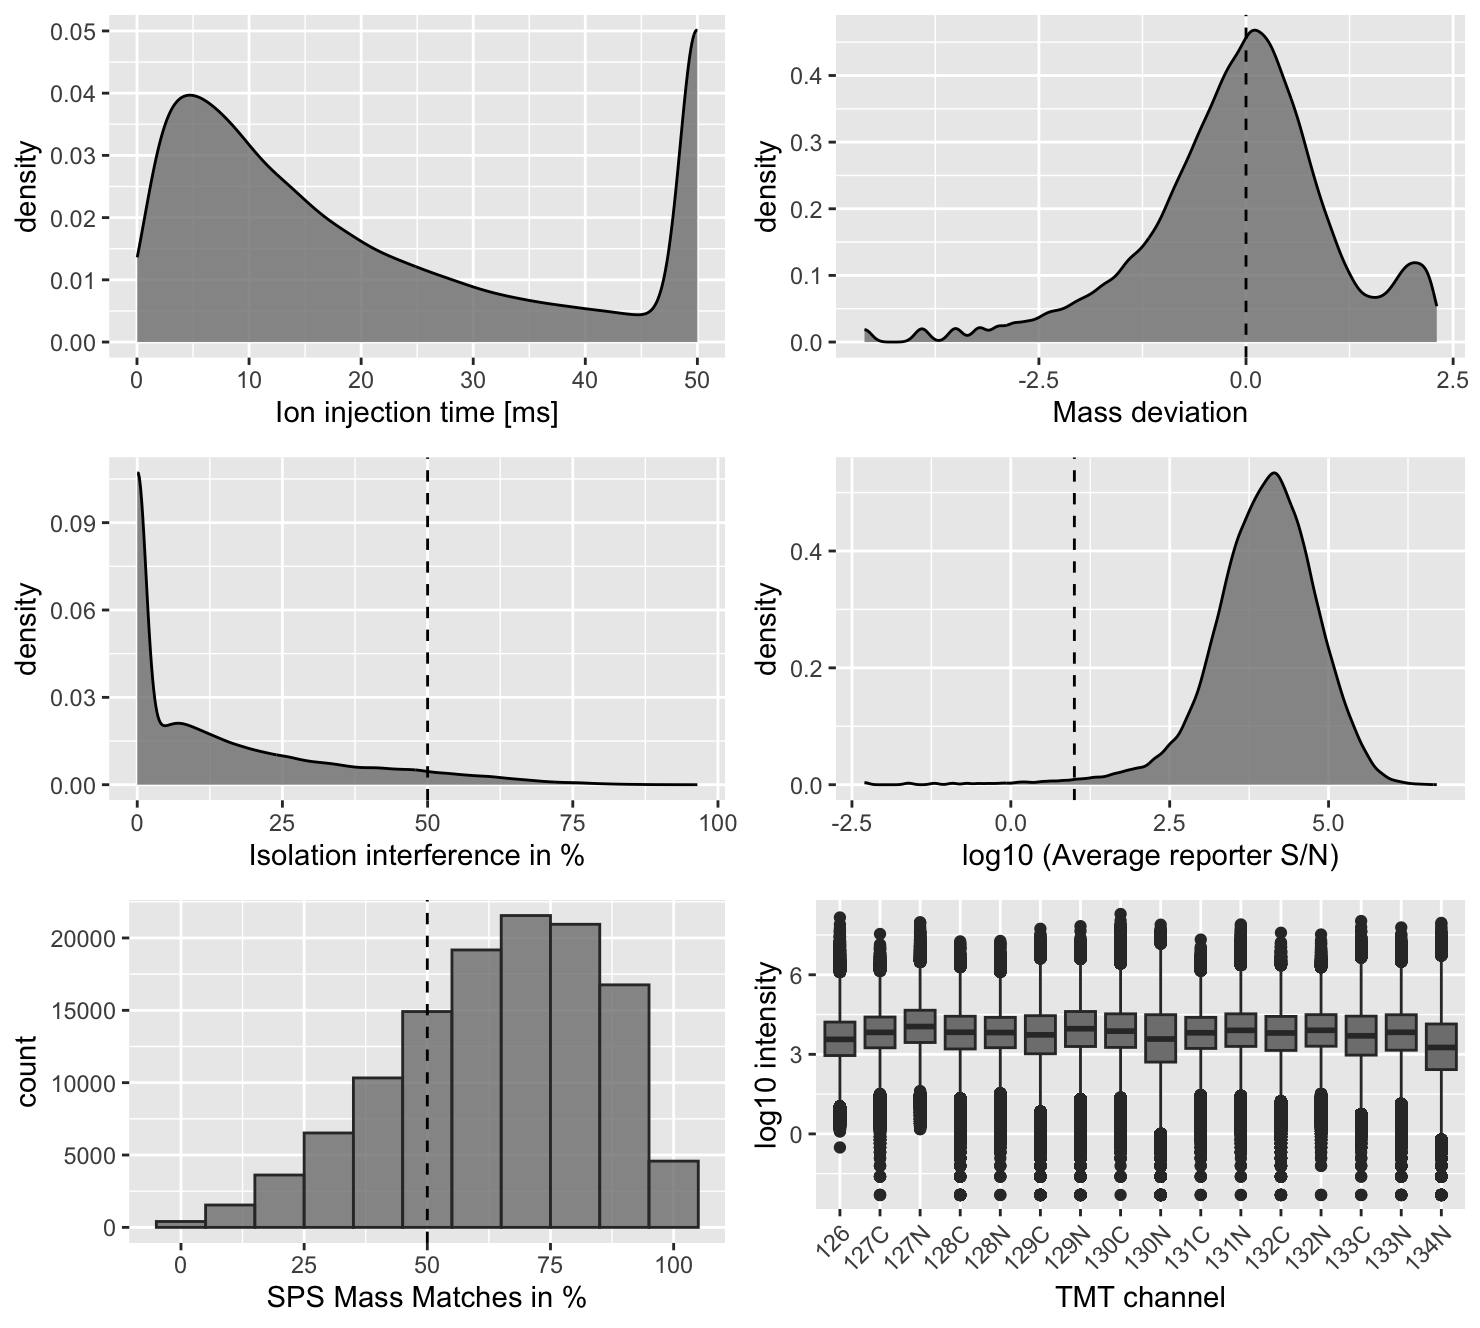 density
0.05
0.04
0.03
0.02
0.01
0.00
0 10 20 30 40 50
Ion injection time [ms]
density
0.4
0.3
0.2
0.1
0.0
-2.5 0.0 2.5
Mass deviation
density
0.09
0.06
0.03
0.00
0 25 50 75 100
Isolation interference in %
density
0.4
0.2
0.0
-2.5 0.0 2.5 5.0
log10 (Average reporter S/N)
count
20000
15000
10000
5000
0
0 25 50 75 100
SPS Mass Matches in %
log10 intensity
6
3
0
126 127C 127N 128C 128N 129C 129N 130C 130N 131C 131N 132C 132N 133C 133N 134N
TMT channel